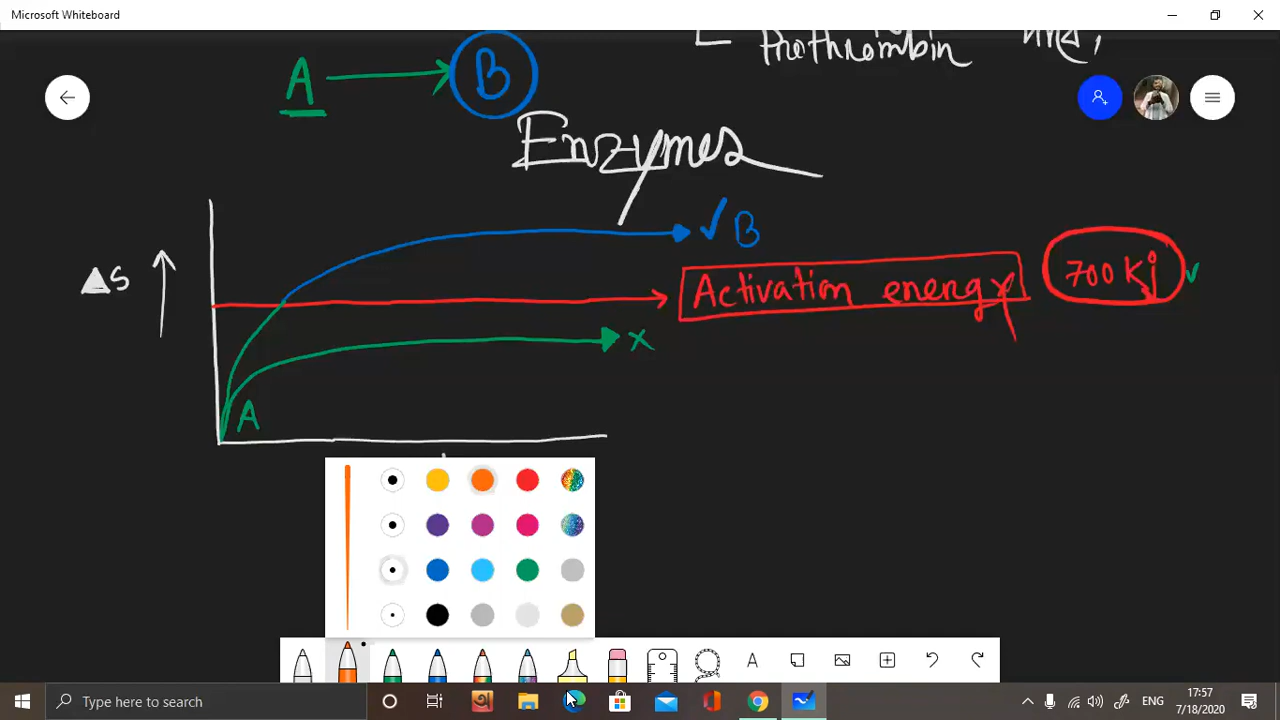 Microsoft Whiteboard
Prothrombin
A → B
Enzymes
ΔS ↑
✓ B
Activation energy 700 Kj ✓
x
A
A
Type here to search
ENG
17:57
7/18/2020